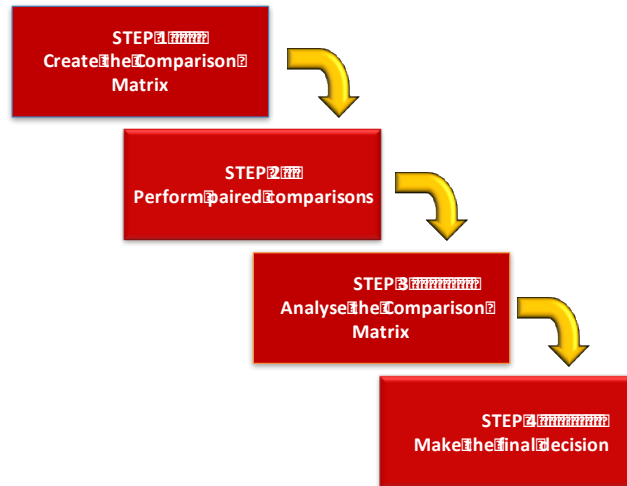 STEP 1
Create the Comparison
Matrix
STEP 2
Perform paired comparisons
STEP 3
Analyse the Comparison
Matrix
STEP 4
Make the final decision